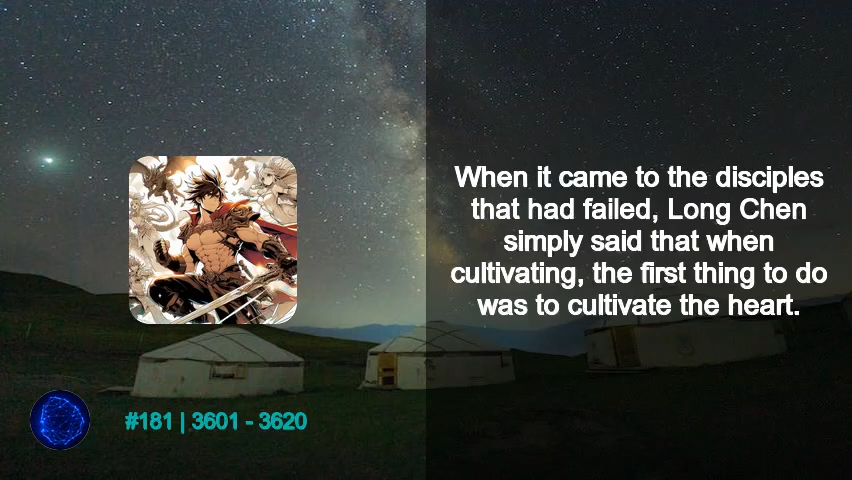 When it came to the disciples
that had failed, Long Chen
simply said that when
cultivating, the first thing to do
was to cultivate the heart.
#181 | 3601 - 3620